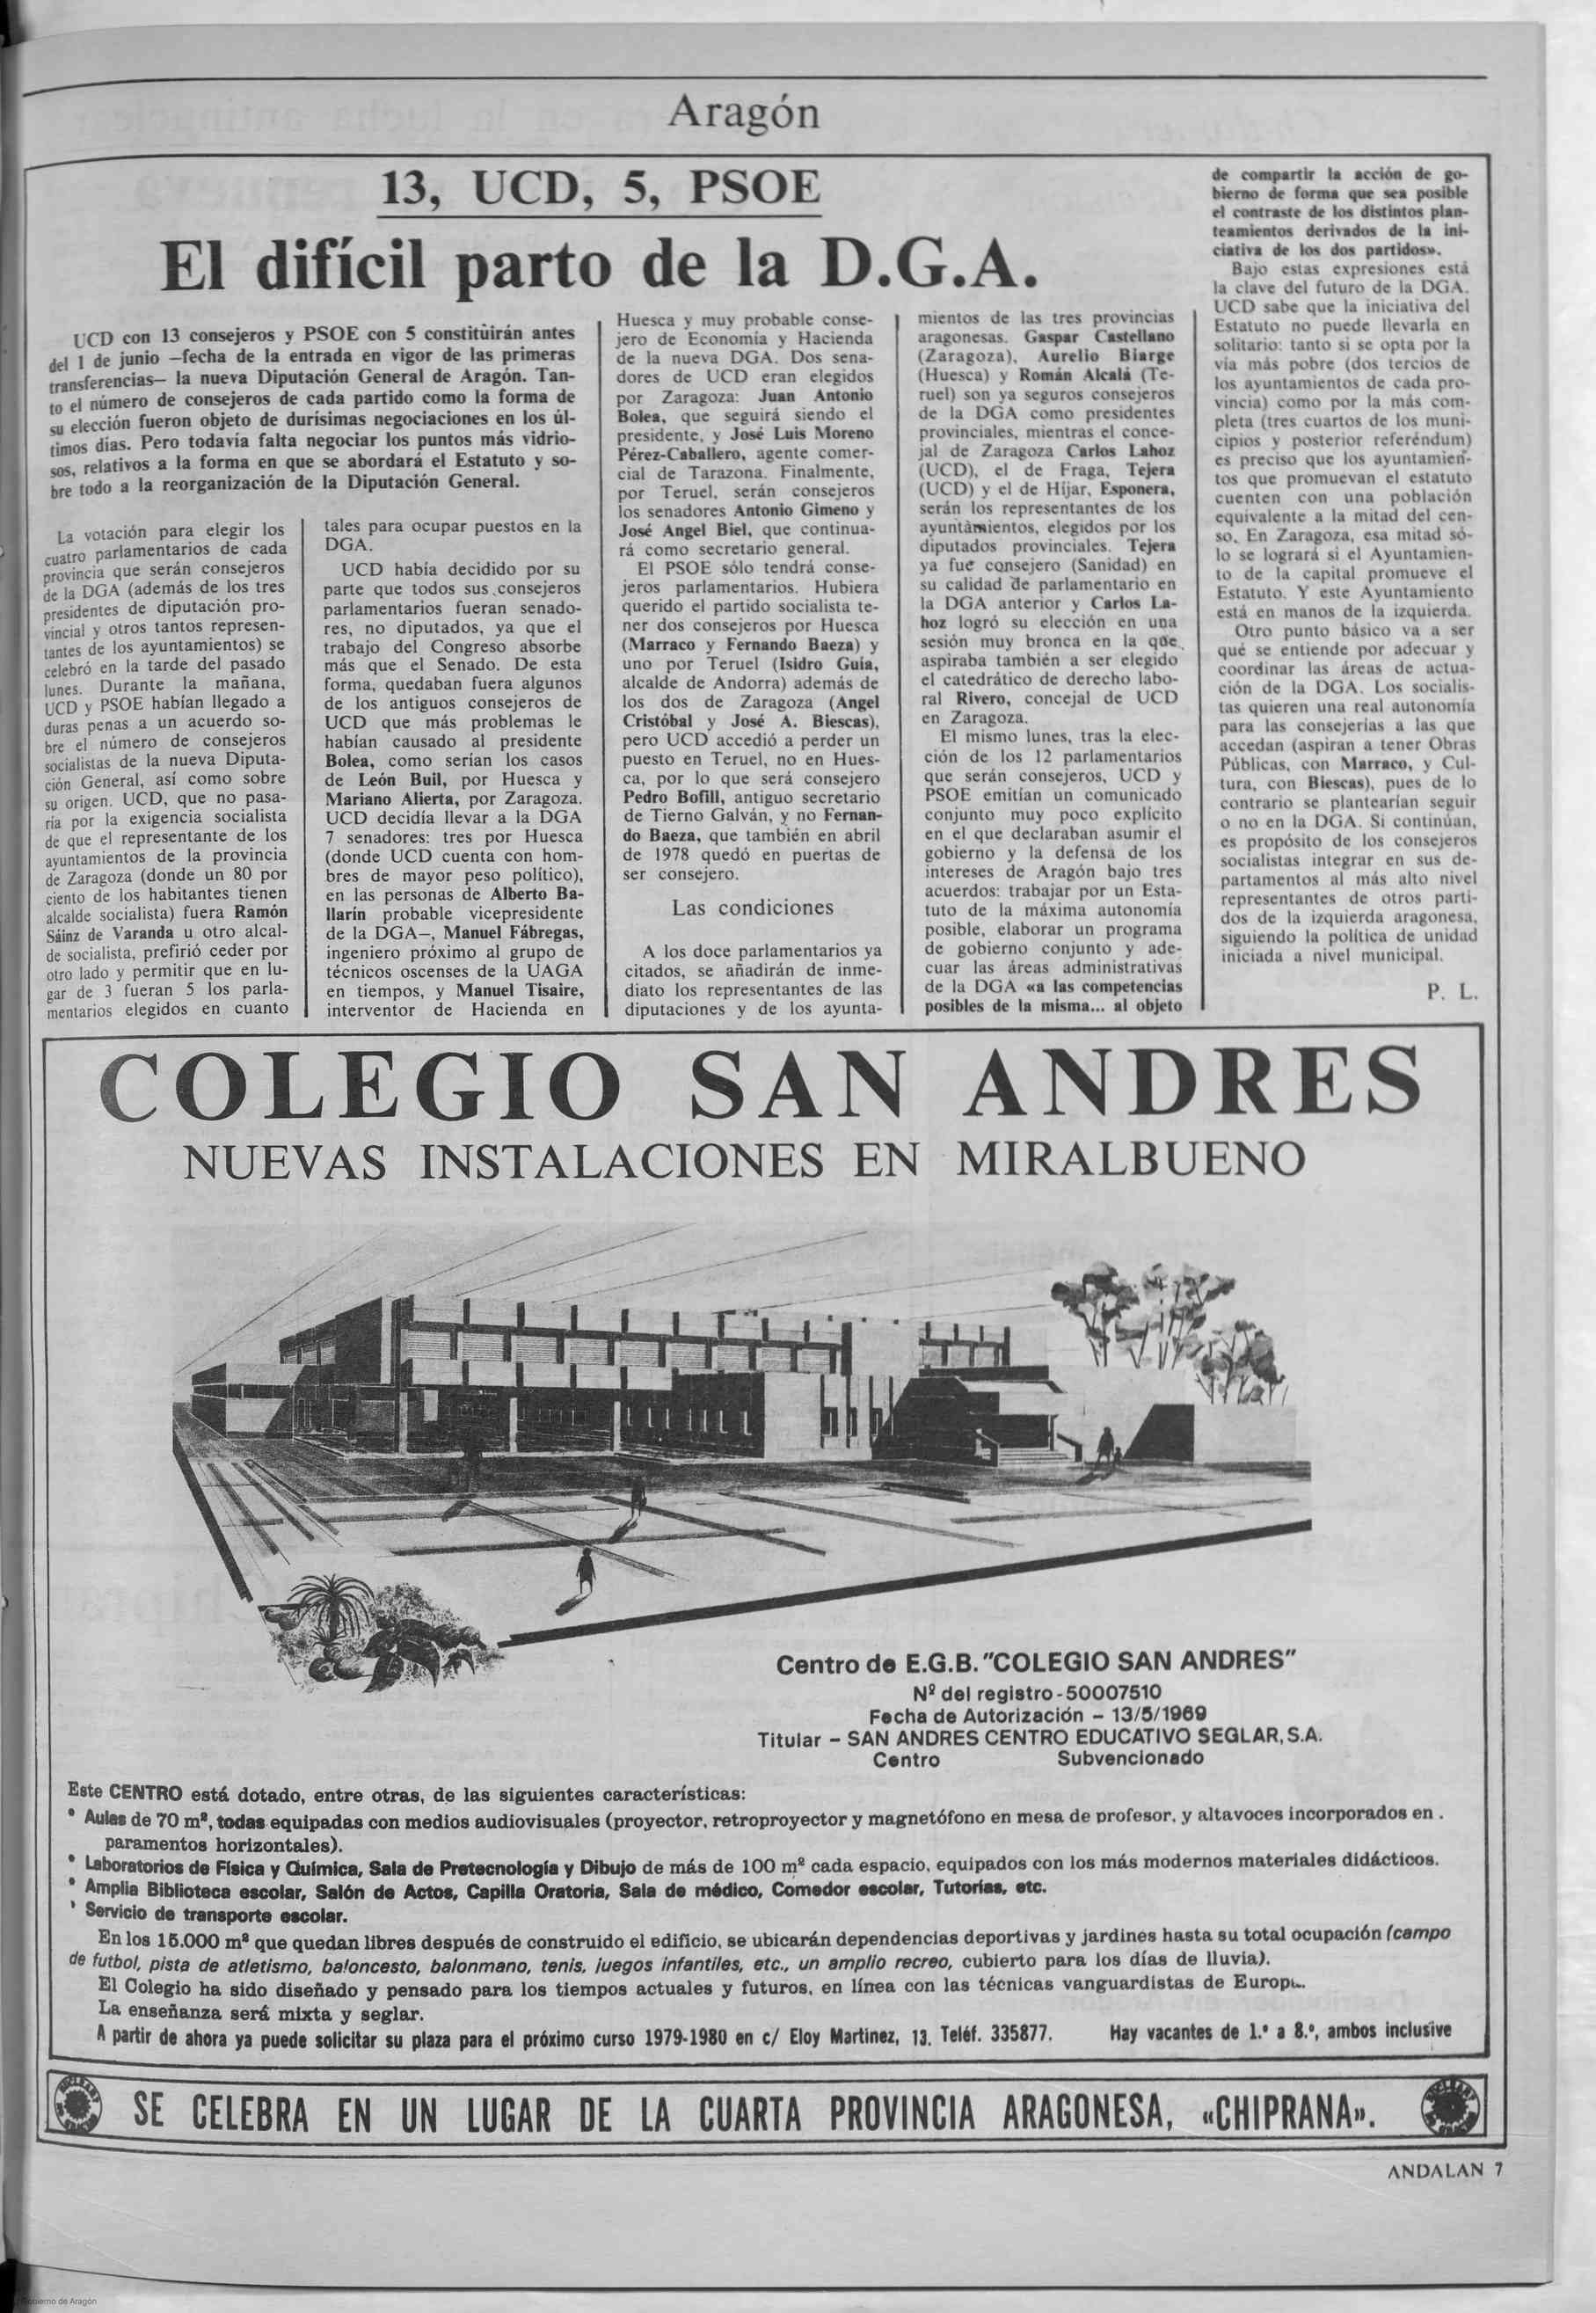 Aragón
13, UCD, 5, PSOE
El difícil parto de la D.G.A.
UCD con 13 consejeros y PSOE con 5 constituirán antes
del 1 de junio —fecha de la entrada en vigor de las primeras
transferencias— la nueva Diputación General de Aragón. Tan-
to el número de consejeros de cada partido como la forma de
su elección fueron objeto de durísimas negociaciones en los úl-
timos días. Pero todavía falta negociar los puntos más vidrio-
sos, relativos a la forma en que se abordará el Estatuto y so-
bre todo a la reorganización de la Diputación General.
La votación para elegir los
cuatro parlamentarios de cada
provincia que serán consejeros
de la DGA (además de los tres
presidentes de diputación pro-
vincial y otros tantos represen-
tantes de los ayuntamientos) se
celebró en la tarde del pasado
lunes. Durante la mañana,
UCD y PSOE habían llegado a
duras penas a un acuerdo so-
bre el número de consejeros
socialistas de la nueva Diputa-
ción General, así como sobre
su origen. UCD, que no pasa-
ría por la exigencia socialista
de que el representante de los
ayuntamientos de la provincia
de Zaragoza (donde un 80 por
ciento de los habitantes tienen
alcalde socialista) fuera Ramón
Sáinz de Varanda u otro alcal-
de socialista, prefirió ceder por
otro lado y permitir que en lu-
gar de 3 fueran 5 los parla-
mentarios elegidos en cuanto
tales para ocupar puestos en la
DGA.
UCD había decidido por su
parte que todos sus consejeros
parlamentarios fueran senado-
res, no diputados, ya que el
trabajo del Congreso absorbe
más que el Senado. De esta
forma, quedaban fuera algunos
de los antiguos consejeros de
UCD que más problemas le
habían causado al presidente
Bolea, como serían los casos
de León Buil, por Huesca y
Mariano Alierta, por Zaragoza.
UCD decidía llevar a la DGA
7 senadores: tres por Huesca
(donde UCD cuenta con hom-
bres de mayor peso político),
en las personas de Alberto Ba-
llarín probable vicepresidente
de la DGA—, Manuel Fábregas,
ingeniero próximo al grupo de
técnicos oscenses de la UAGA
en tiempos, y Manuel Tisaire,
interventor de Hacienda en
Huesca y muy probable conse-
jero de Economía y Hacienda
de la nueva DGA. Dos sena-
dores de UCD eran elegidos
por Zaragoza: Juan Antonio
Bolea, que seguirá siendo el
presidente, y José Luis Moreno
Pérez-Caballero, agente comer-
cial de Tarazona. Finalmente,
por Teruel, serán consejeros
los senadores Antonio Gimeno y
José Angel Biel, que continua-
rá como secretario general.
El PSOE sólo tendrá conse-
jeros parlamentarios. Hubiera
querido el partido socialista te-
ner dos consejeros por Huesca
(Marraco y Fernando Baeza) y
uno por Teruel (Isidro Guía,
alcalde de Andorra) además de
los dos de Zaragoza (Angel
Cristóbal y José A. Biescas),
pero UCD accedió a perder un
puesto en Teruel, no en Hues-
ca, por lo que será consejero
Pedro Bofill, antiguo secretario
de Tierno Galván, y no Fernan-
do Baeza, que también en abril
de 1978 quedó en puertas de
ser consejero.
Las condiciones
A los doce parlamentarios ya
citados, se añadirán de inme-
diato los representantes de las
diputaciones y de los ayunta-
mientos de las tres provincias
aragonesas. Gaspar Castellano
(Zaragoza), Aurelio Biarge
(Huesca) y Román Alcalá (Te-
ruel) son ya seguros consejeros
de la DGA como presidentes
provinciales, mientras el conce-
jal de Zaragoza Carlos Lahoz
(UCD), el de Fraga, Tejera
(UCD) y el de Híjar, Esponera,
serán los representantes de los
ayuntamientos, elegidos por los
diputados provinciales. Tejera
ya fue consejero (Sanidad) en
su calidad de parlamentario en
la DGA anterior y Carlos La-
hoz logró su elección en una
sesión muy bronca en la que
aspiraba también a ser elegido
el catedrático de derecho labo-
ral Rivero, concejal de UCD
en Zaragoza.
El mismo lunes, tras la elec-
ción de los 12 parlamentarios
que serán consejeros, UCD y
PSOE emitían un comunicado
conjunto muy poco explícito
en el que declaraban asumir el
gobierno y la defensa de los
intereses de Aragón bajo tres
acuerdos: trabajar por un Esta-
tuto de la máxima autonomía
posible, elaborar un programa
de gobierno conjunto y ade-
cuar las áreas administrativas
de la DGA «a las competencias
posibles de la misma... al objeto
de compartir la acción de go-
bierno de forma que sea posible
el contraste de los distintos plan-
teamientos derivados de la ini-
ciativa de los dos partidos».
Bajo estas expresiones está
la clave del futuro de la DGA.
UCD sabe que la iniciativa del
Estatuto no puede llevarla en
solitario: tanto si se opta por la
vía más pobre (dos tercios de
los ayuntamientos de cada pro-
vincia) como por la más com-
pleta (tres cuartos de los muni-
cipios y posterior referéndum)
es preciso que los ayuntamien-
tos que promuevan el estatuto
cuenten con una población
equivalente a la mitad del cen-
so. En Zaragoza, esa mitad só-
lo se logrará si el Ayuntamien-
to de la capital promueve el
Estatuto. Y este Ayuntamiento
está en manos de la izquierda.
Otro punto básico va a ser
qué se entiende por adecuar y
coordinar las áreas de actua-
ción de la DGA. Los socialis-
tas quieren una real autonomía
para las consejerías a las que
accedan (aspiran a tener Obras
Públicas, con Marraco, y Cul-
tura, con Biescas), pues de lo
contrario se plantearían seguir
o no en la DGA. Si continúan,
es propósito de los consejeros
socialistas integrar en sus de-
partamentos al más alto nivel
representantes de otros parti-
dos de la izquierda aragonesa,
siguiendo la política de unidad
iniciada a nivel municipal.
P. L.
COLEGIO SAN ANDRES
NUEVAS INSTALACIONES EN MIRALBUENO
Centro de E.G.B. "COLEGIO SAN ANDRES"
Nº del registro - 50007510
Fecha de Autorización - 13/5/1969
Titular - SAN ANDRES CENTRO EDUCATIVO SEGLAR, S.A.
Centro Subvencionado
Este CENTRO está dotado, entre otras, de las siguientes características:
* Aulas de 70 m², todas equipadas con medios audiovisuales (proyector, retroproyector y magnetófono en mesa de profesor, y altavoces incorporados en
paramentos horizontales).
* Laboratorios de Física y Química, Sala de Pretecnología y Dibujo de más de 100 m² cada espacio, equipados con los más modernos materiales didácticos.
* Amplia Biblioteca escolar, Salón de Actos, Capilla Oratoria, Sala de médico, Comedor escolar, Tutorías, etc.
* Servicio de transporte escolar.
En los 15.000 m² que quedan libres después de construido el edificio, se ubicarán dependencias deportivas y jardines hasta su total ocupación (campo
de futbol, pista de atletismo, baloncesto, balonmano, tenis, juegos infantiles, etc., un amplio recreo, cubierto para los días de lluvia).
El Colegio ha sido diseñado y pensado para los tiempos actuales y futuros, en línea con las técnicas vanguardistas de Europa.
La enseñanza será mixta y seglar.
A partir de ahora ya puede solicitar su plaza para el próximo curso 1979-1980 en c/ Eloy Martinez, 13. Teléf. 335877. Hay vacantes de 1.º a 8.º, ambos inclusive
SE CELEBRA EN UN LUGAR DE LA CUARTA PROVINCIA ARAGONESA, «CHIPRANA».
ANDALAN 7
Gobierno de Aragón